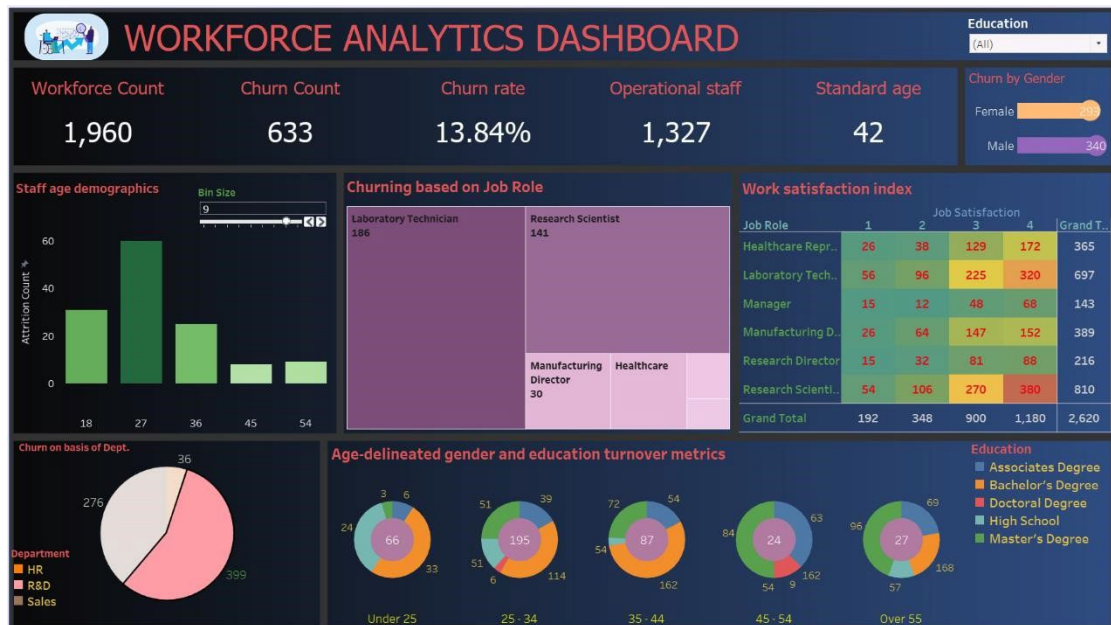 WORKFORCE ANALYTICS DASHBOARD
Education
(All)
Workforce Count
Churn Count
Churn rate
Operational staff
Standard age
1,960
633
13.84%
1,327
42
Churn by Gender
Female 293
Male 340
Staff age demographics
Bin Size
9
Attrition Count
60
40
20
0
18 27 36 45 54
Churning based on Job Role
Laboratory Technician
186
Research Scientist
141
Manufacturing
Director
30
Healthcare
Work satisfaction index
Job Satisfaction
Job Role 1 2 3 4 Grand T..
Healthcare Repr.. 26 38 129 172 365
Laboratory Tech.. 56 96 225 320 697
Manager 15 12 48 68 143
Manufacturing D.. 26 64 147 152 389
Research Director 15 32 81 88 216
Research Scienti.. 54 106 270 380 810
Grand Total 192 348 900 1,180 2,620
Churn on basis of Dept.
36
276
399
Department
HR
R&D
Sales
Age-delineated gender and education turnover metrics
3 6
24
66
33
Under 25
51 39
195
51
6 114
25 - 34
72 54
87
54
162
35 - 44
84 63
24
54 9 162
45 - 54
69
96
27
168
57
Over 55
Education
Associates Degree
Bachelor's Degree
Doctoral Degree
High School
Master's Degree